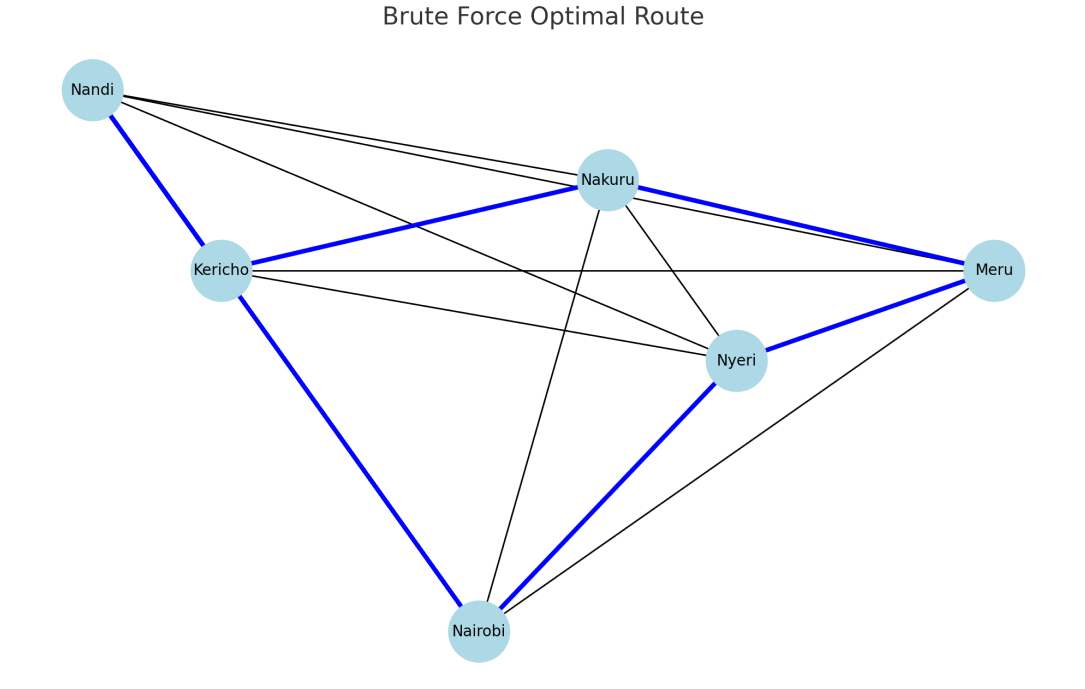 Brute Force Optimal Route
Nandi
Nakuru
Kericho
Meru
Nyeri
Nairobi